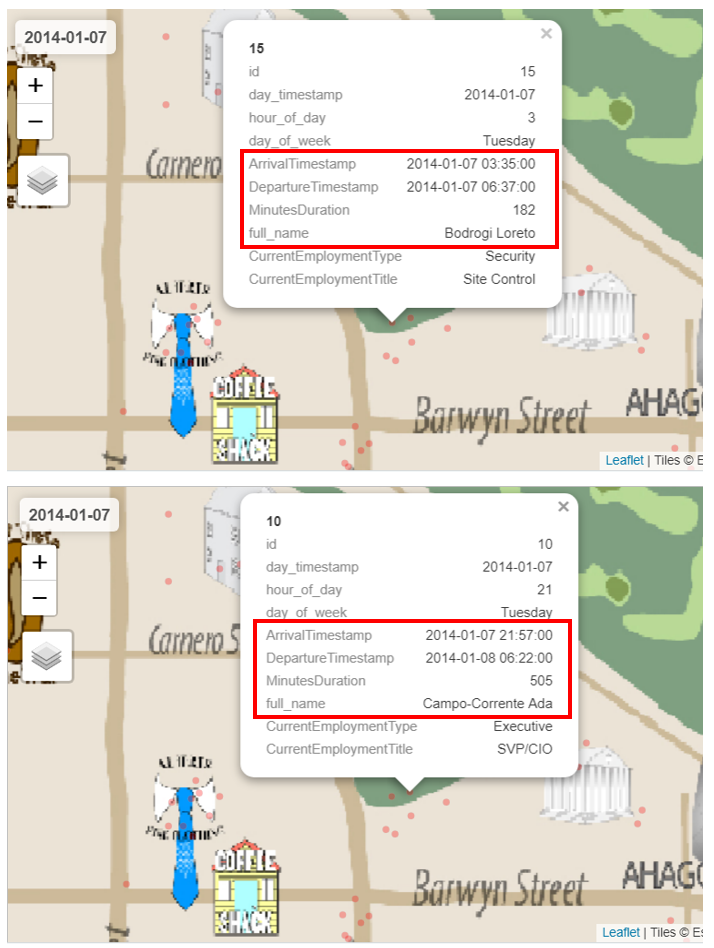 2014-01-07
15
id 15
day_timestamp 2014-01-07
hour_of_day 3
day_of_week Tuesday
ArrivalTimestamp 2014-01-07 03:35:00
DepartureTimestamp 2014-01-07 06:37:00
MinutesDuration 182
full_name Bodrogi Loreto
CurrentEmploymentType Security
CurrentEmploymentTitle Site Control
+
−
Carnero
COFFEE
SHACK
Barwyn Street
AHAG
Leaflet | Tiles © E
2014-01-07
10
id 10
day_timestamp 2014-01-07
hour_of_day 21
day_of_week Tuesday
ArrivalTimestamp 2014-01-07 21:57:00
DepartureTimestamp 2014-01-08 06:22:00
MinutesDuration 505
full_name Campo-Corrente Ada
CurrentEmploymentType Executive
CurrentEmploymentTitle SVP/CIO
+
−
Carnero S
COFFEE
SHACK
Barwyn Street
AHAG
Leaflet | Tiles © Es